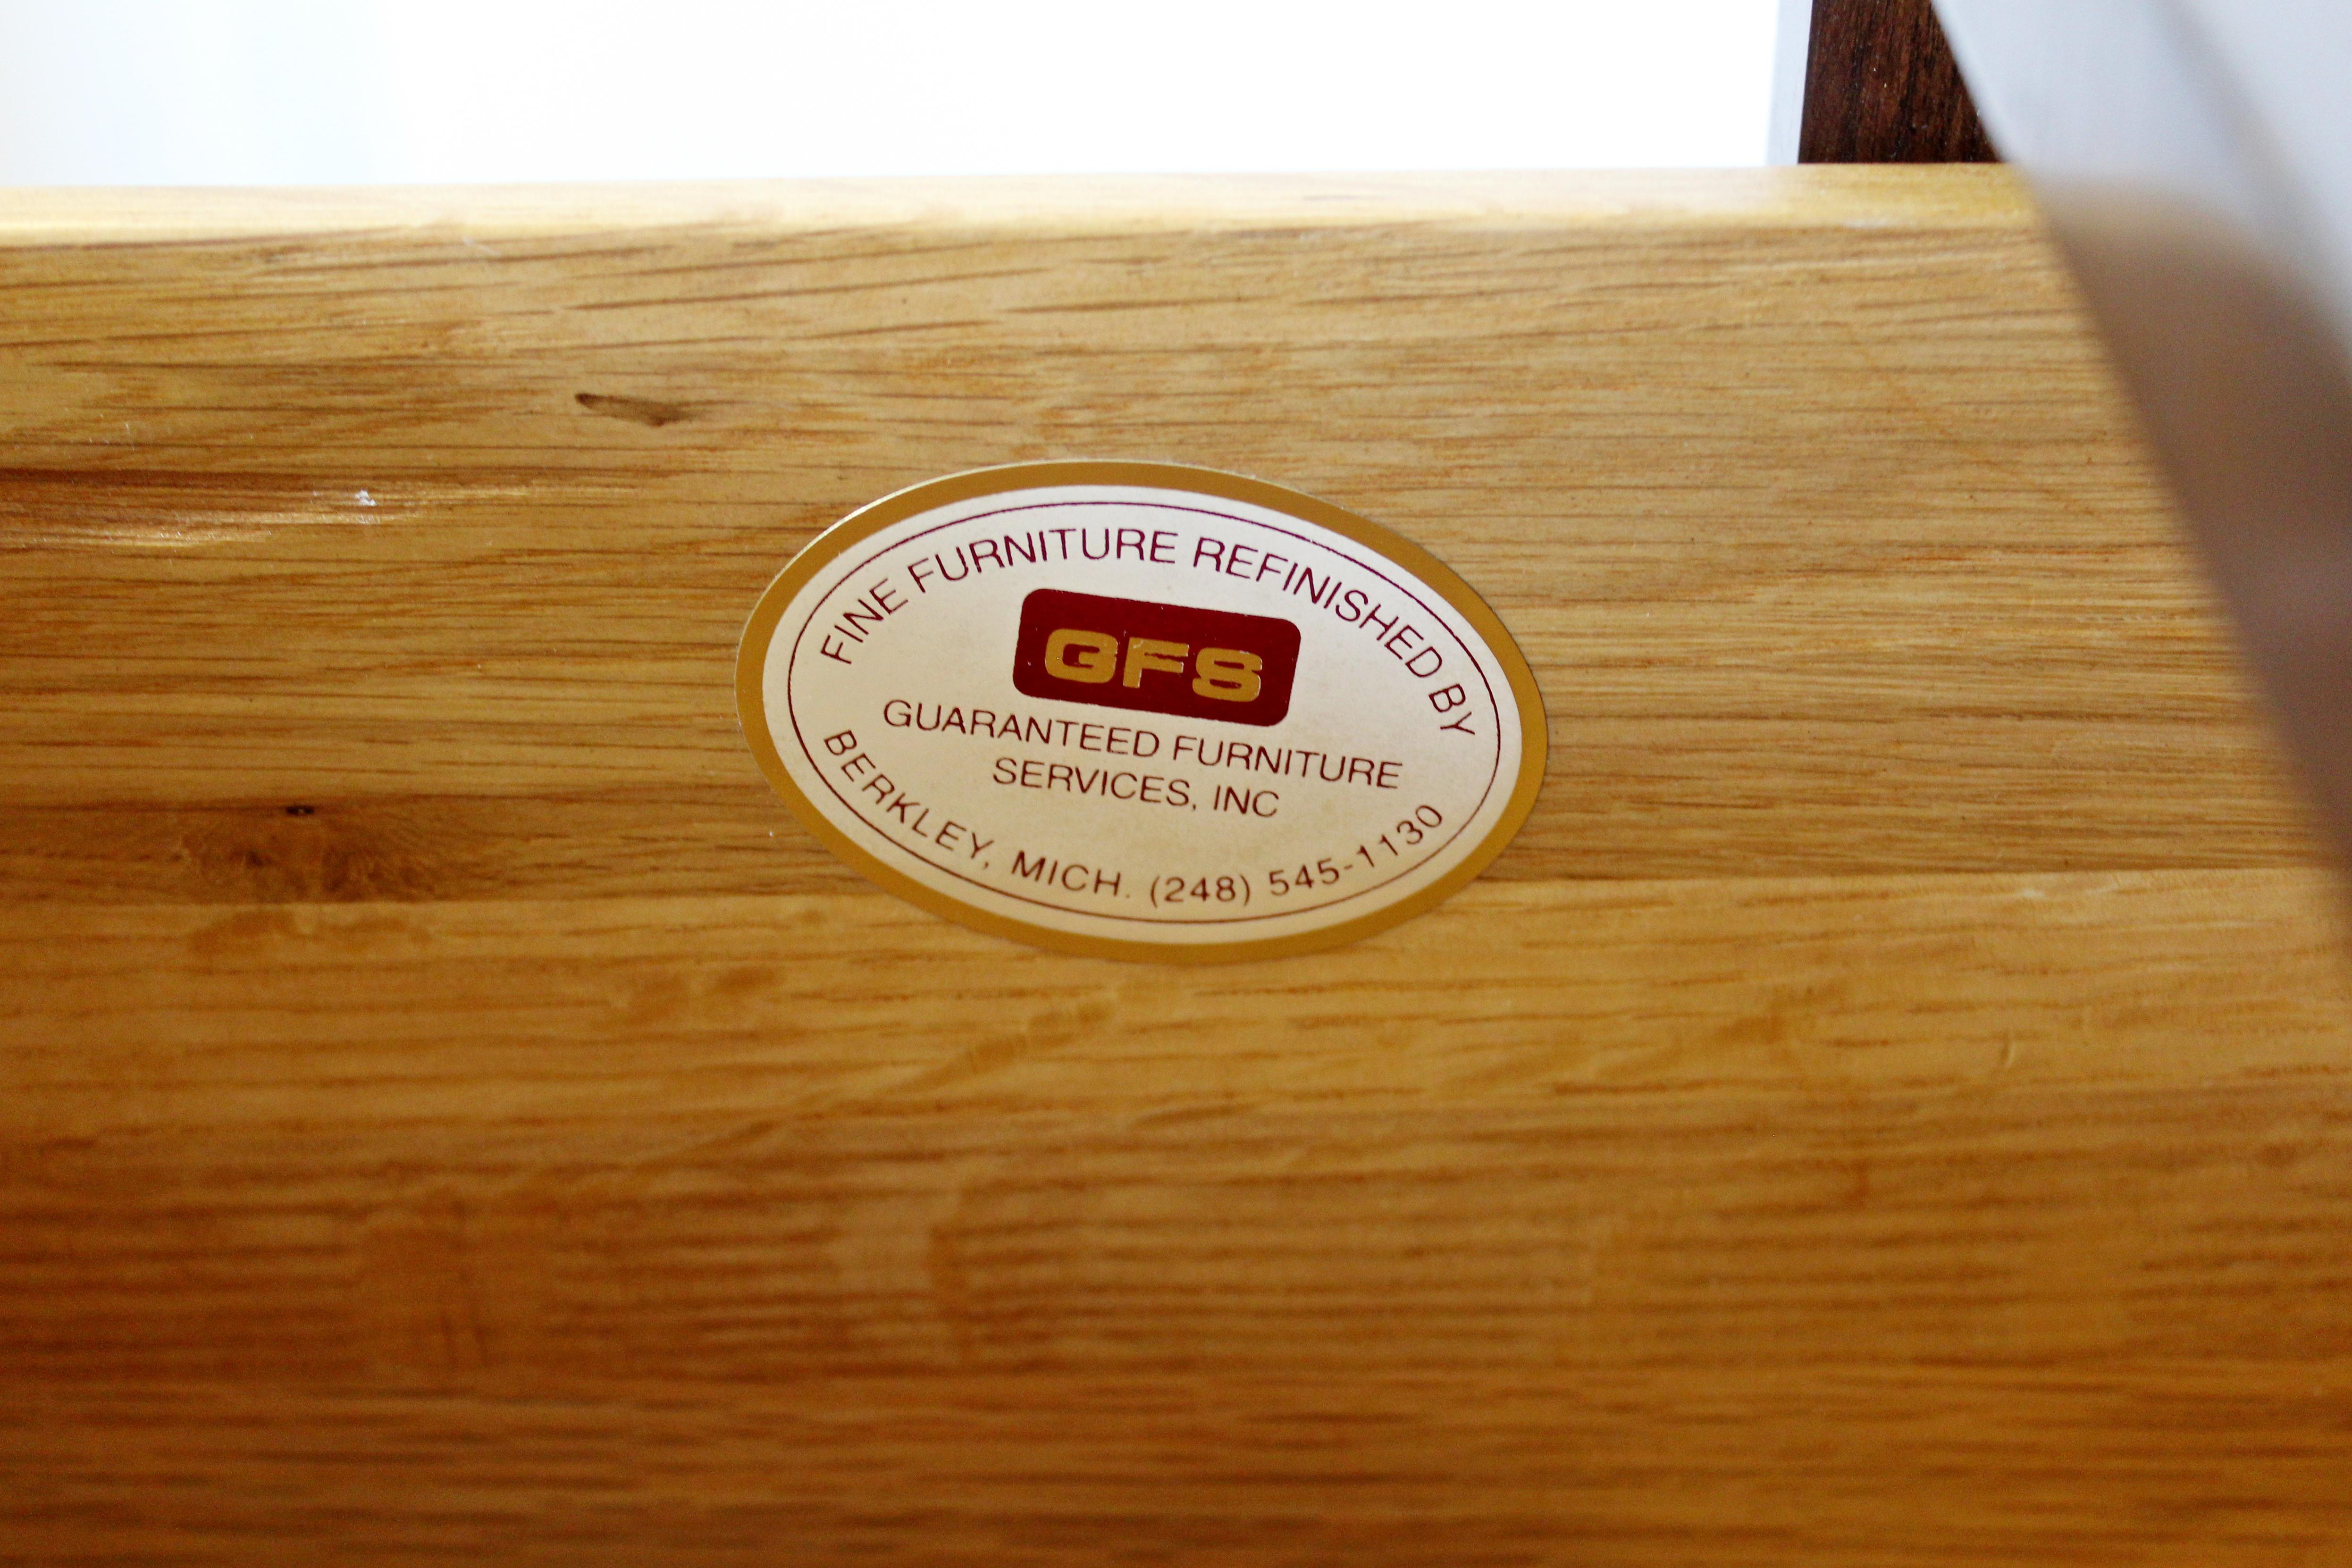 FINE FURNITURE REFINISHED BY
GFS
GUARANTEED FURNITURE
SERVICES, INC
BERKLEY, MICH. (248) 545-1130